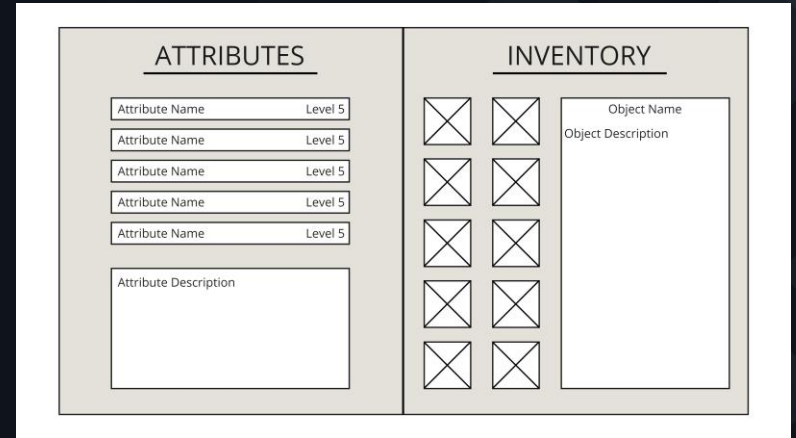 ATTRIBUTES
Attribute Name Level 5
Attribute Name Level 5
Attribute Name Level 5
Attribute Name Level 5
Attribute Name Level 5
Attribute Description
INVENTORY
Object Name
Object Description